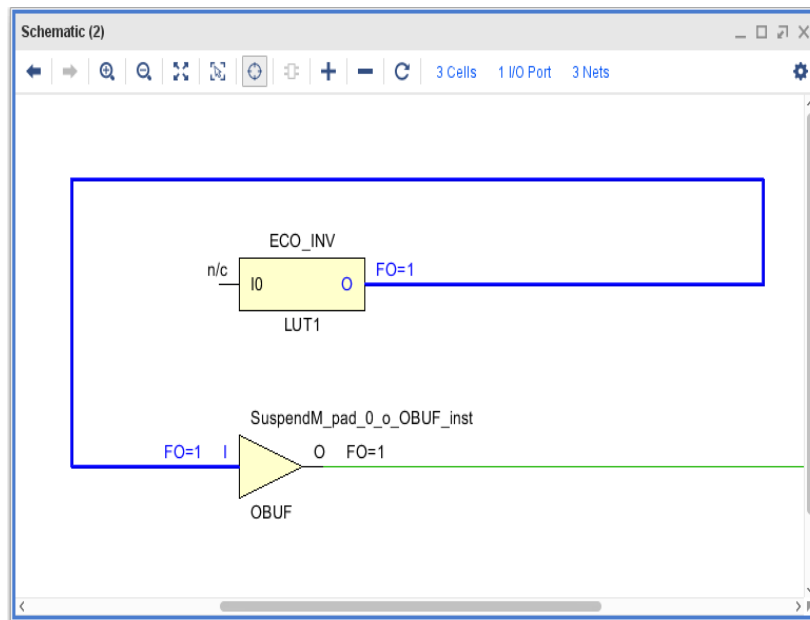 Schematic (2)
3 Cells 1 I/O Port 3 Nets
ECO_INV
n/c I0 O FO=1
LUT1
SuspendM_pad_0_o_OBUF_inst
FO=1 I O FO=1
OBUF